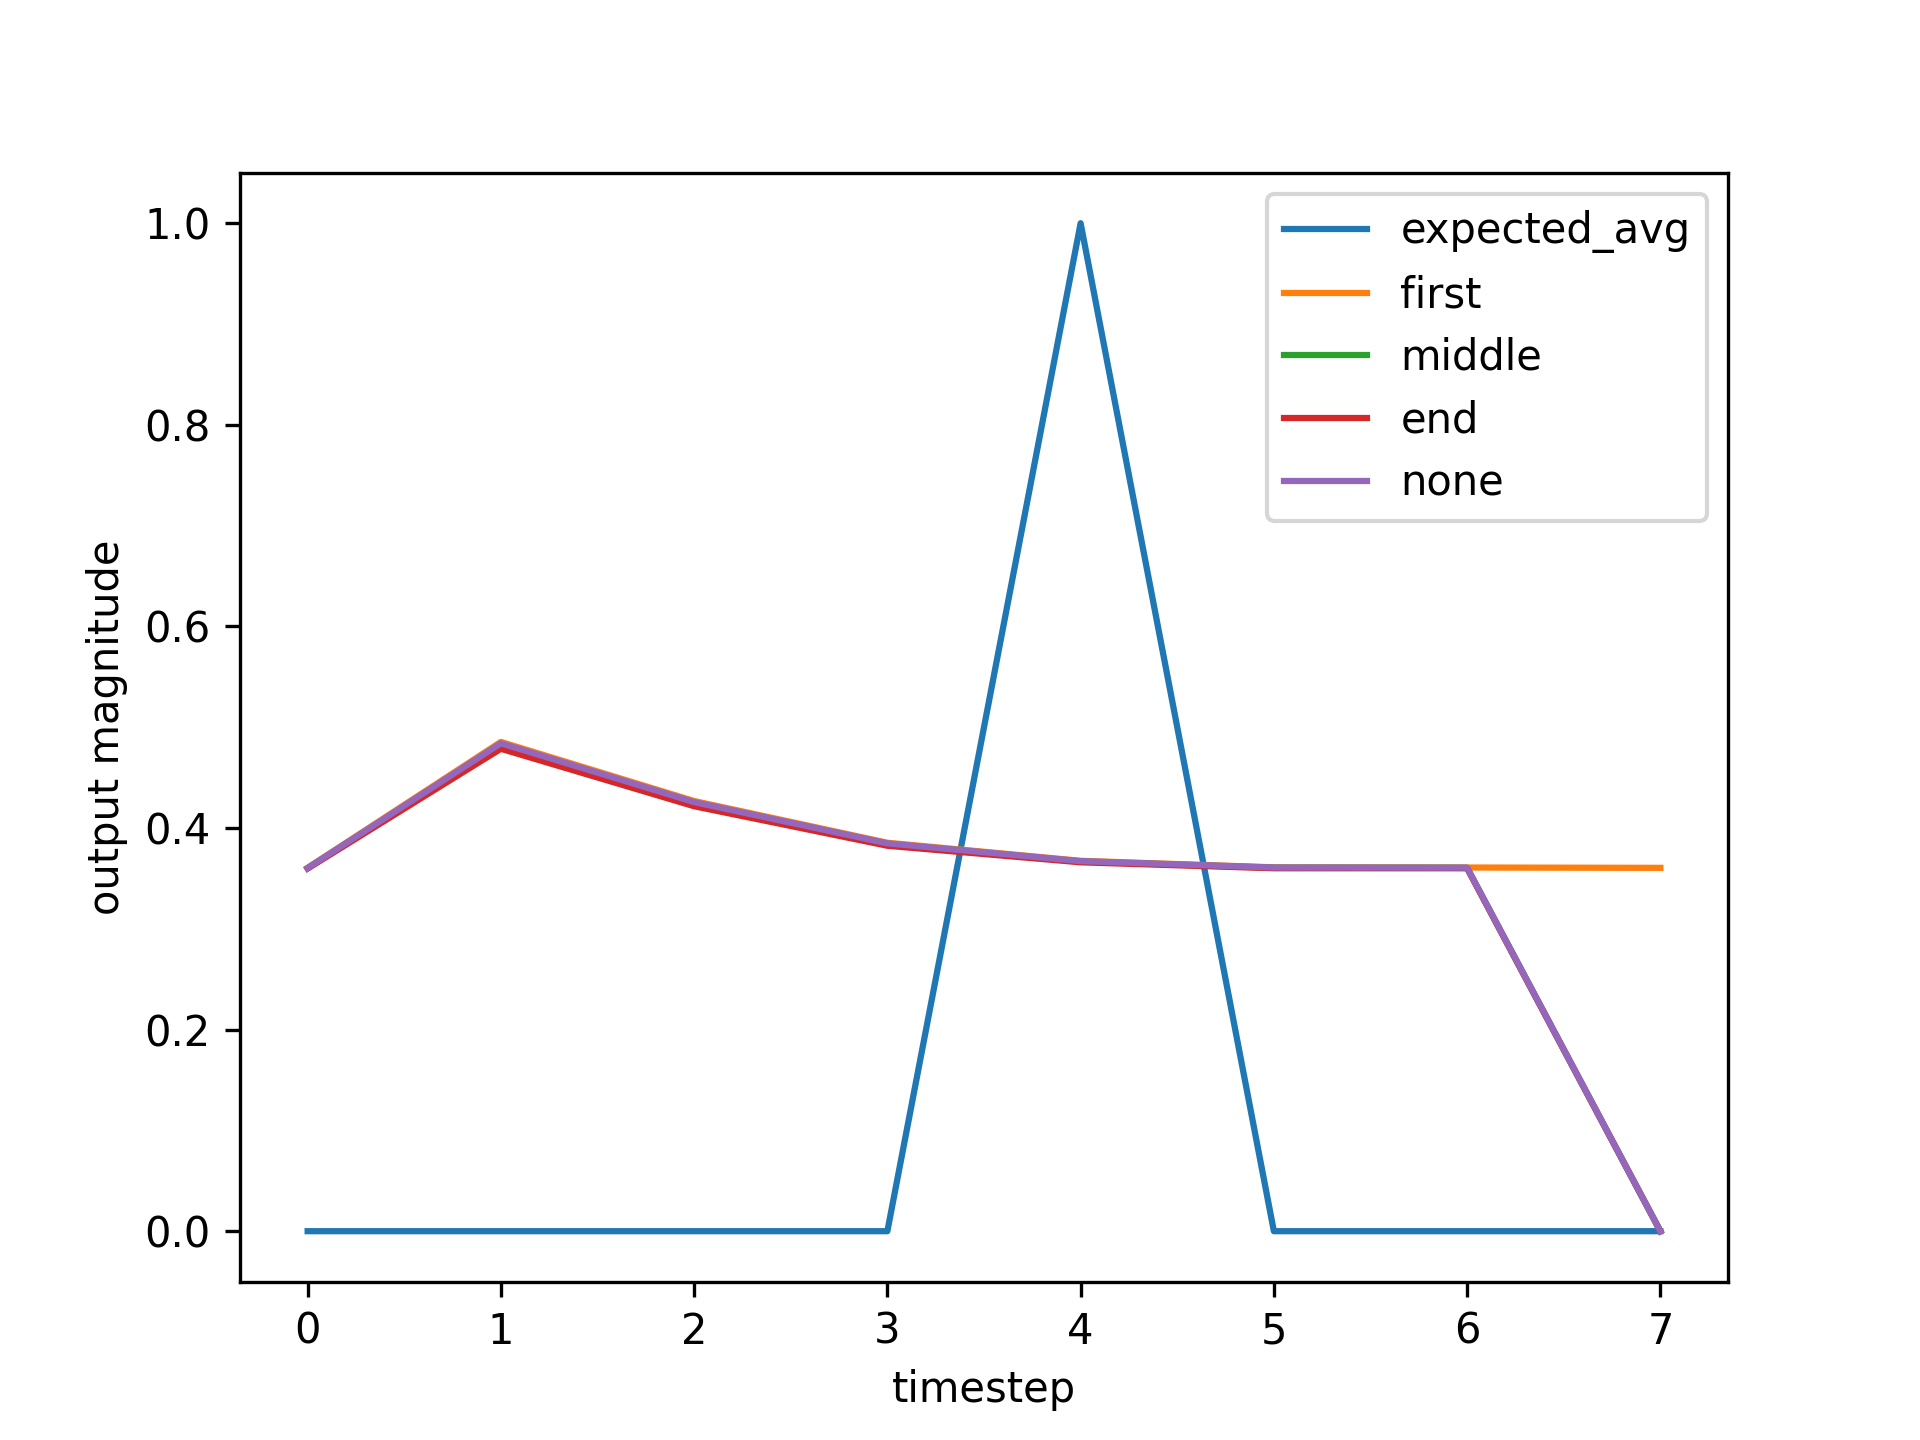 expected_avg
first
middle
end
none
1.0
0.8
0.6
0.4
0.2
0.0
output magnitude
0 1 2 3 4 5 6 7
timestep